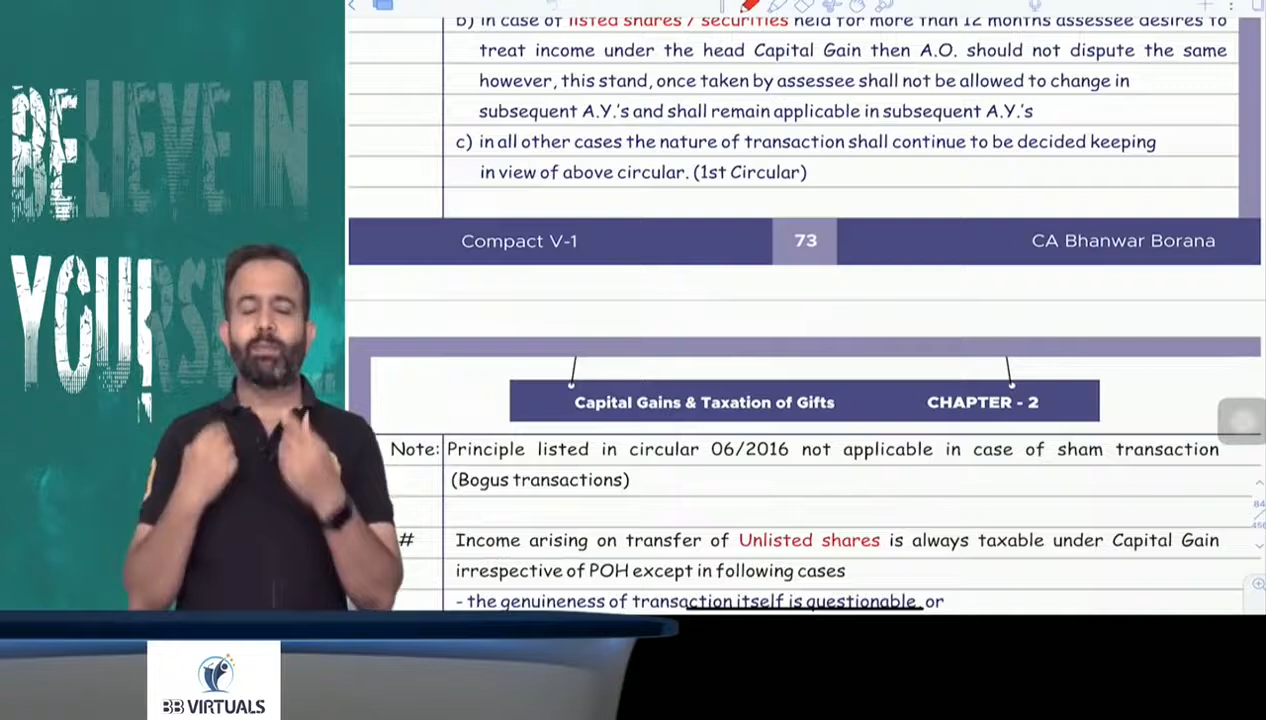 BELIEVE IN
YOURS
b) in case of listed shares / securities held for more than 12 months assessee desires to
treat income under the head Capital Gain then A.O. should not dispute the same
however, this stand, once taken by assessee shall not be allowed to change in
subsequent A.Y.'s and shall remain applicable in subsequent A.Y.'s
c) in all other cases the nature of transaction shall continue to be decided keeping
in view of above circular. (1st Circular)
Compact V-1 73 CA Bhanwar Borana
Capital Gains & Taxation of Gifts CHAPTER - 2
Note: Principle listed in circular 06/2016 not applicable in case of sham transaction
(Bogus transactions)
# Income arising on transfer of Unlisted shares is always taxable under Capital Gain
irrespective of POH except in following cases
- the genuineness of transaction itself is questionable, or
BB VIRTUALS